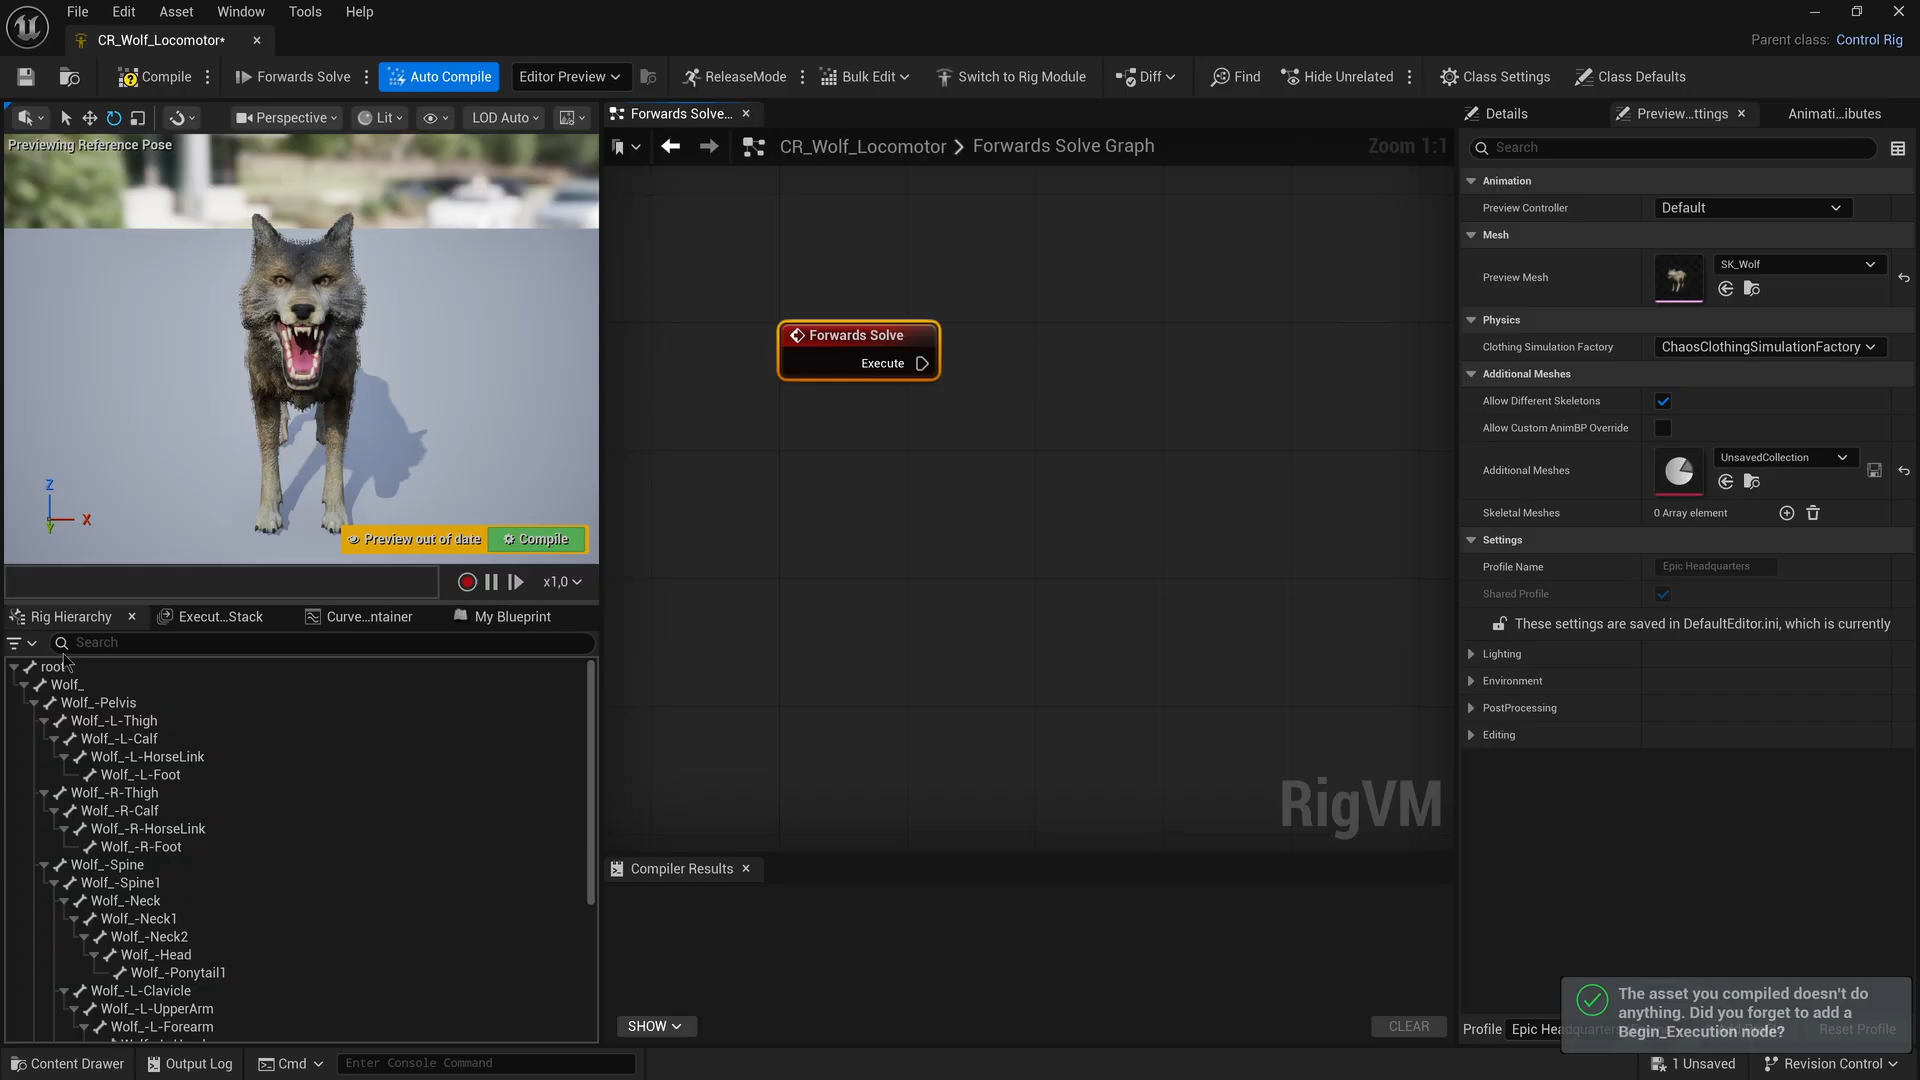 File Edit Asset Window Tools Help
CR_Wolf_Locomotor*
Parent class: Control Rig
Compile Forwards Solve Auto Compile Editor Preview ReleaseMode Bulk Edit Switch to Rig Module Diff Find Hide Unrelated Class Settings Class Defaults
Perspective Lit LOD Auto
Previewing Reference Pose
Z
X
Y
Preview out of date Compile
x1,0
Rig Hierarchy Execut...Stack Curve...ntainer My Blueprint
Search
root
Wolf_
Wolf_-Pelvis
Wolf_-L-Thigh
Wolf_-L-Calf
Wolf_-L-HorseLink
Wolf_-L-Foot
Wolf_-R-Thigh
Wolf_-R-Calf
Wolf_-R-HorseLink
Wolf_-R-Foot
Wolf_-Spine
Wolf_-Spine1
Wolf_-Neck
Wolf_-Neck1
Wolf_-Neck2
Wolf_-Head
Wolf_-Ponytail1
Wolf_-L-Clavicle
Wolf_-L-UpperArm
Wolf_-L-Forearm
Forwards Solve...
CR_Wolf_Locomotor > Forwards Solve Graph
Zoom 1:1
Forwards Solve
Execute
RigVM
Compiler Results
SHOW
CLEAR
Details Preview...ttings Animati...ibutes
Search
Animation
Preview Controller Default
Mesh
Preview Mesh SK_Wolf
Physics
Clothing Simulation Factory ChaosClothingSimulationFactory
Additional Meshes
Allow Different Skeletons
Allow Custom AnimBP Override
Additional Meshes UnsavedCollection
Skeletal Meshes 0 Array element
Settings
Profile Name Epic Headquarters
Shared Profile
These settings are saved in DefaultEditor.ini, which is currently
Lighting
Environment
PostProcessing
Editing
The asset you compiled doesn't do
anything. Did you forget to add a
Begin_Execution node?
Profile Epic Headquarters Reset Profile
Content Drawer Output Log Cmd Enter Console Command
1 Unsaved Revision Control